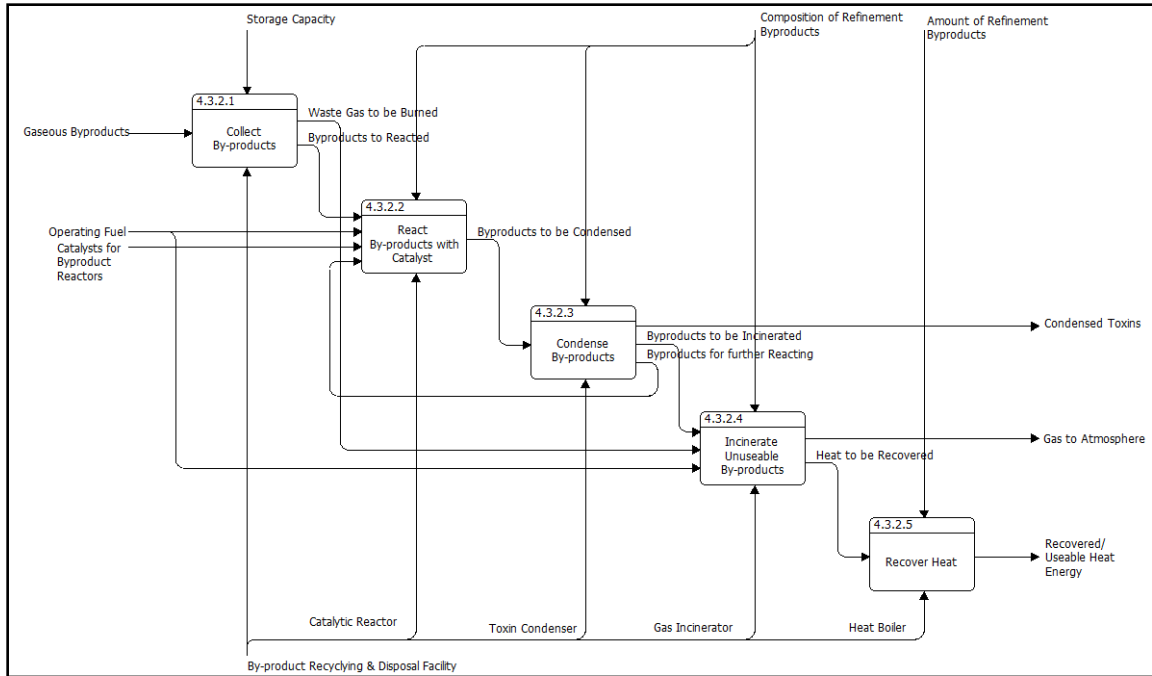 Storage Capacity
Composition of Refinement
Byproducts
Amount of Refinement
Byproducts
4.3.2.1
Collect
By-products
Waste Gas to be Burned
Byproducts to Reacted
Gaseous Byproducts
4.3.2.2
React
By-products with
Catalyst
Operating Fuel
Catalysts for
Byproduct
Reactors
Byproducts to be Condensed
4.3.2.3
Condense
By-products
Byproducts to be Incinerated
Byproducts for further Reacting
Condensed Toxins
4.3.2.4
Incinerate
Unuseable
By-products
Heat to be Recovered
Gas to Atmosphere
4.3.2.5
Recover Heat
Recovered/
Useable Heat
Energy
Catalytic Reactor
Toxin Condenser
Gas Incinerator
Heat Boiler
By-product Recyclying & Disposal Facility